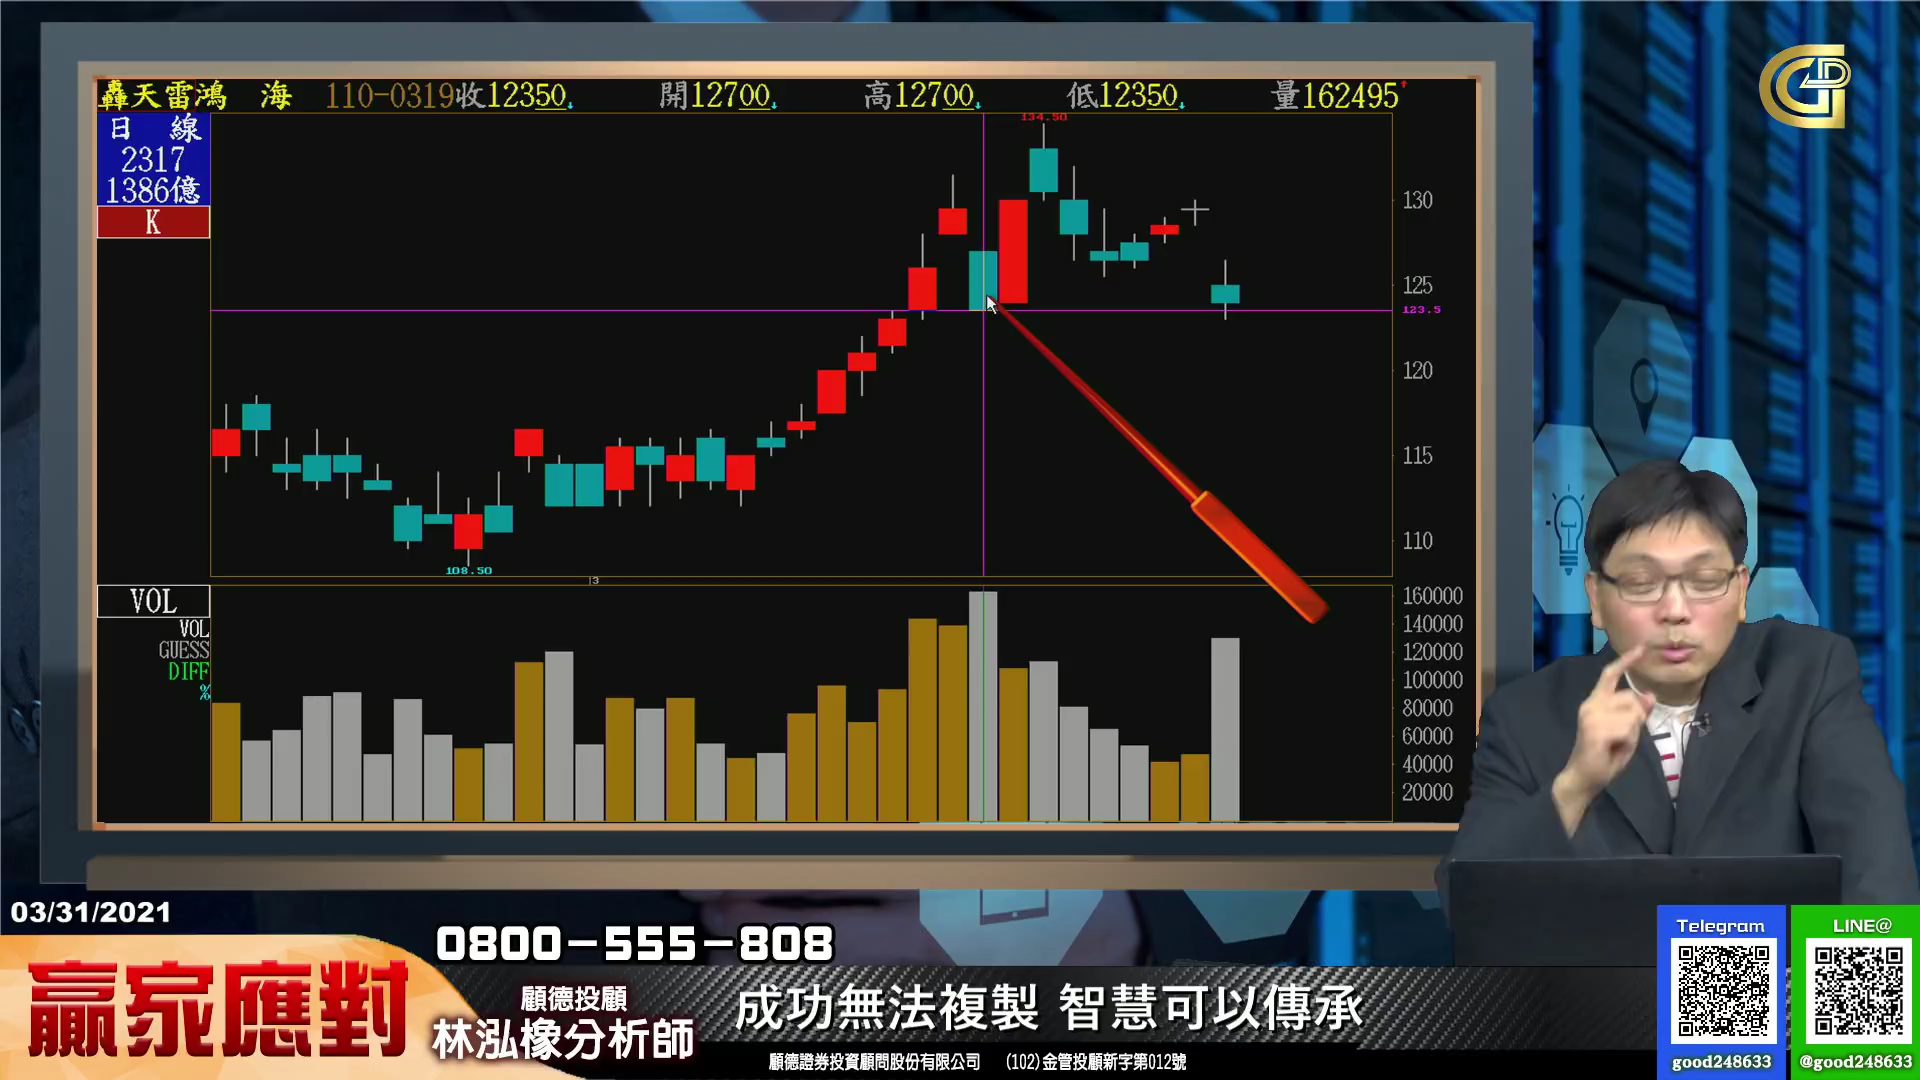 轟天雷鴻 海 110-0319收12350↓ 開12700↓ 高12700↓ 低12350↓ 量162495↑
日 線
2317
1386億
K
134.50
130
125
123.5
120
115
110
108.50
3
VOL
VOL
GUESS
DIFF
%
160000
140000
120000
100000
80000
60000
40000
20000
03/31/2021
0800-555-808
贏家應對
顧德投顧
林泓橡分析師
成功無法複製 智慧可以傳承
顧德證券投資顧問股份有限公司 (102)金管投顧新字第012號
Telegram
good248633
LINE@
@good248633